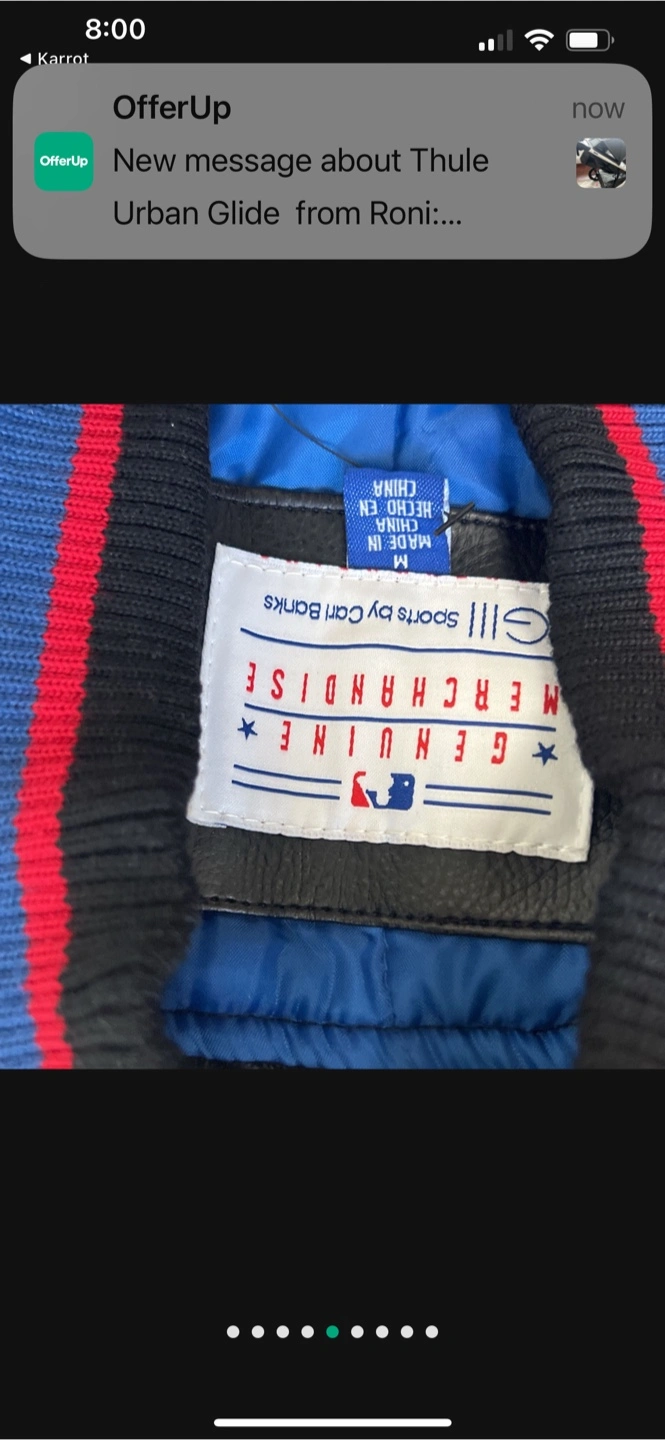 8:00
◀ Karrot
OfferUp
now
OfferUp
New message about Thule
Urban Glide from Roni:...
GENUINE
MERCHANDISE
GIII Sports by Carl Banks
M
MADE IN
CHINA
HECHO EN
CHINA